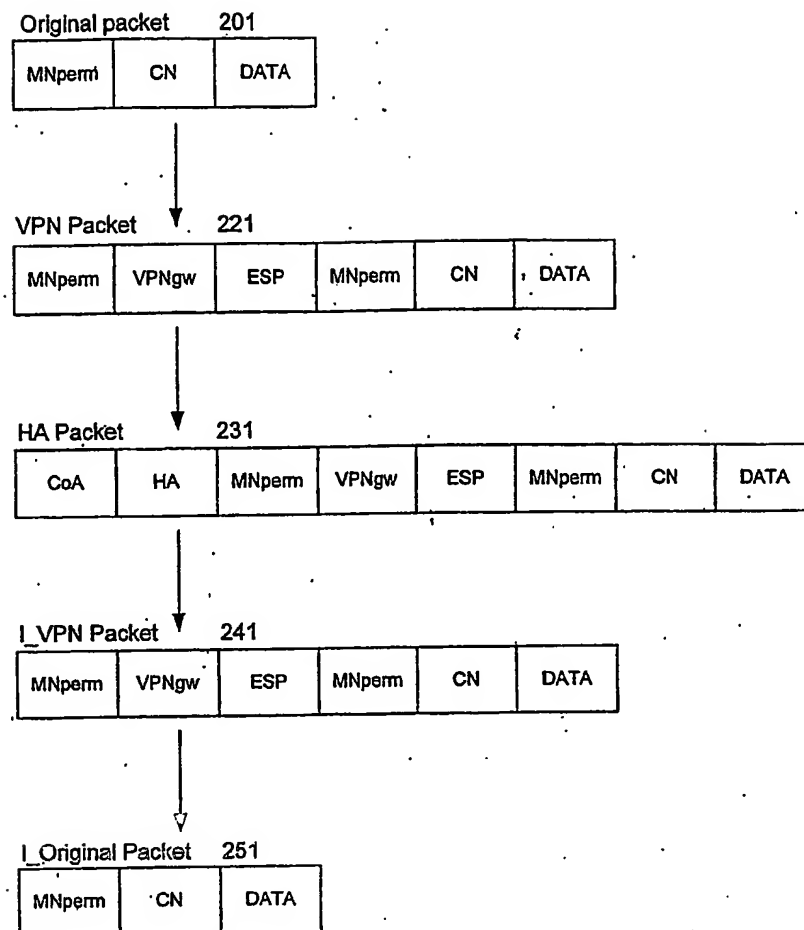 Original packet 201
MNperm CN DATA
VPN Packet 221
MNperm VPNgw ESP MNperm CN DATA
HA Packet 231
CoA HA MNperm VPNgw ESP MNperm CN DATA
I_VPN Packet 241
MNperm VPNgw ESP MNperm CN DATA
I_Original Packet 251
MNperm CN DATA